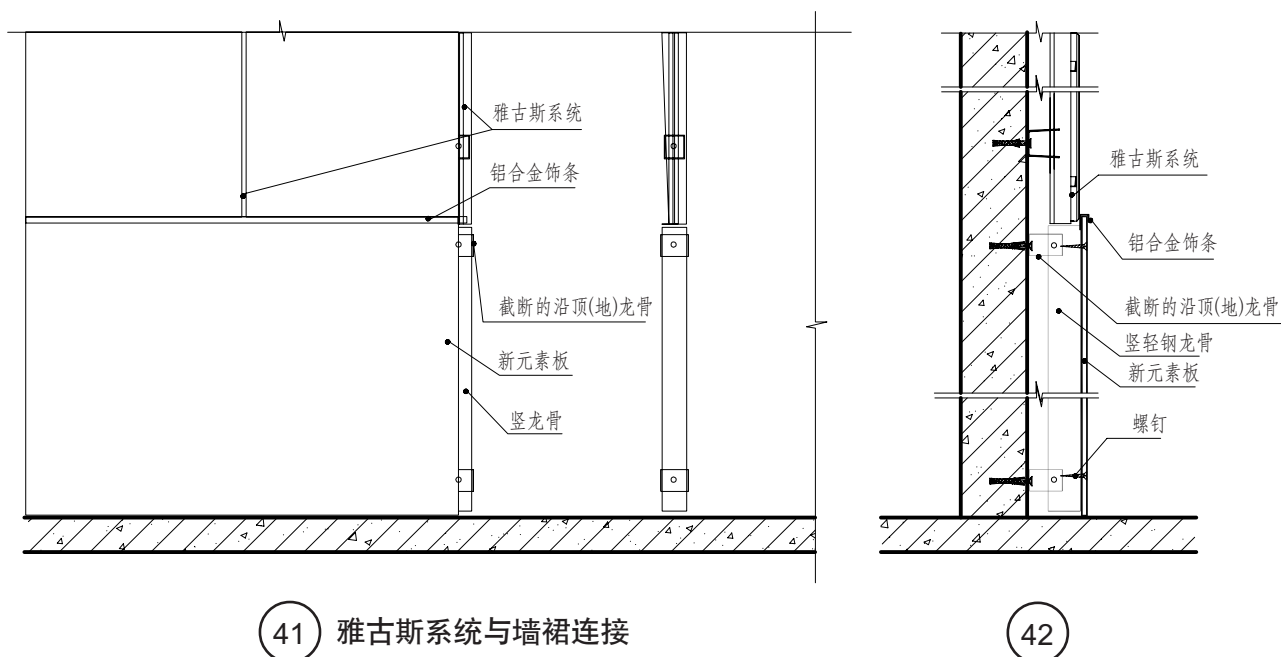 雅古斯系统
铝合金饰条
截断的沿顶(地)龙骨
新元素板
竖龙骨
41 雅古斯系统与墙裙连接
雅古斯系统
铝合金饰条
截断的沿顶(地)龙骨
竖轻钢龙骨
新元素板
螺钉
42